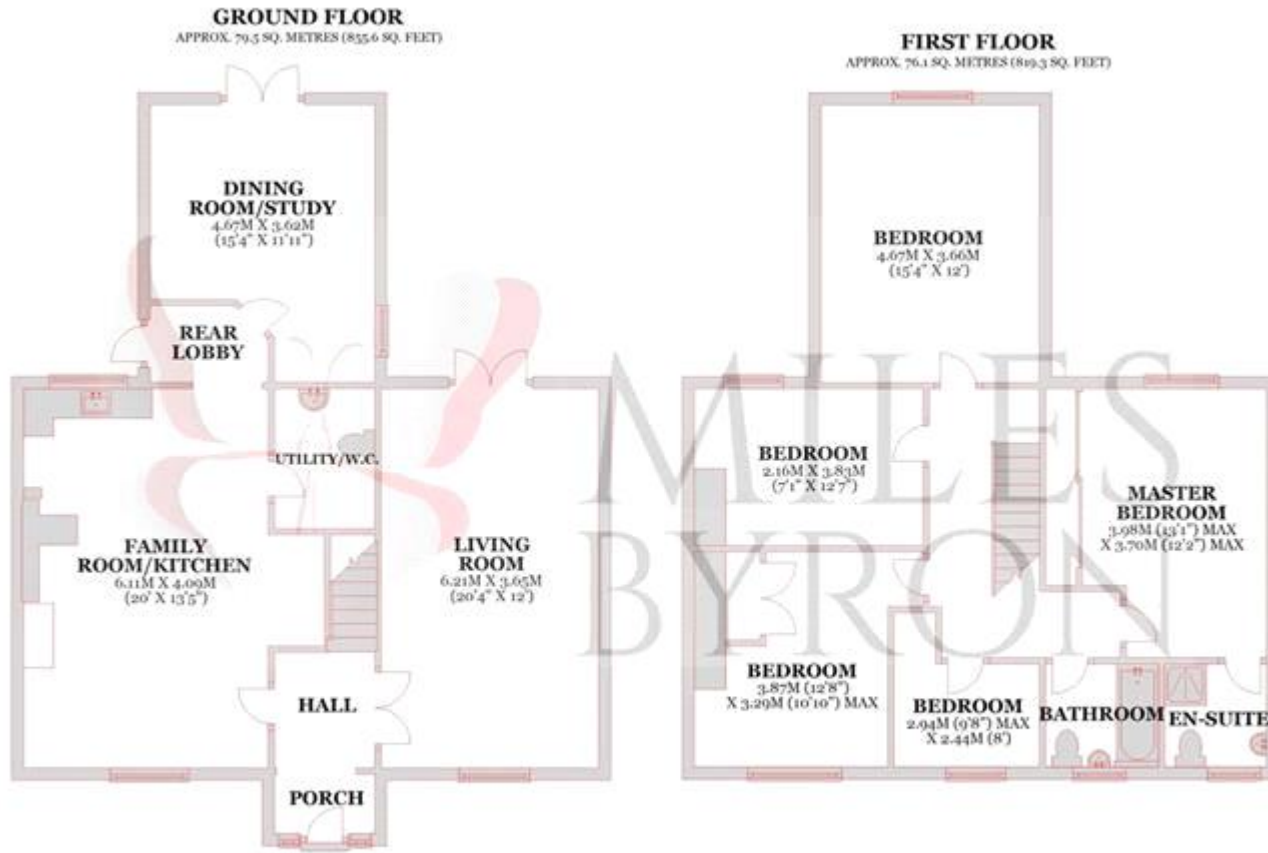 GROUND FLOOR
APPROX. 79.5 SQ. METRES (855.6 SQ. FEET)
DINING
ROOM/STUDY
4.67M X 3.62M
(15'4" X 11'11")
REAR
LOBBY
UTILITY/W.C.
FAMILY
ROOM/KITCHEN
6.11M X 4.09M
(20' X 13'5")
LIVING
ROOM
6.21M X 3.65M
(20'4" X 12')
HALL
PORCH
FIRST FLOOR
APPROX. 76.1 SQ. METRES (819.3 SQ. FEET)
BEDROOM
4.67M X 3.66M
(15'4" X 12')
BEDROOM
2.16M X 3.83M
(7'1" X 12'7")
MASTER
BEDROOM
3.98M (13'1") MAX
X 3.70M (12'2") MAX
BEDROOM
3.87M (12'8")
X 3.29M (10'10") MAX
BEDROOM
2.94M (9'8") MAX
X 2.44M (8')
BATHROOM
EN-SUITE
MILES
BYRON